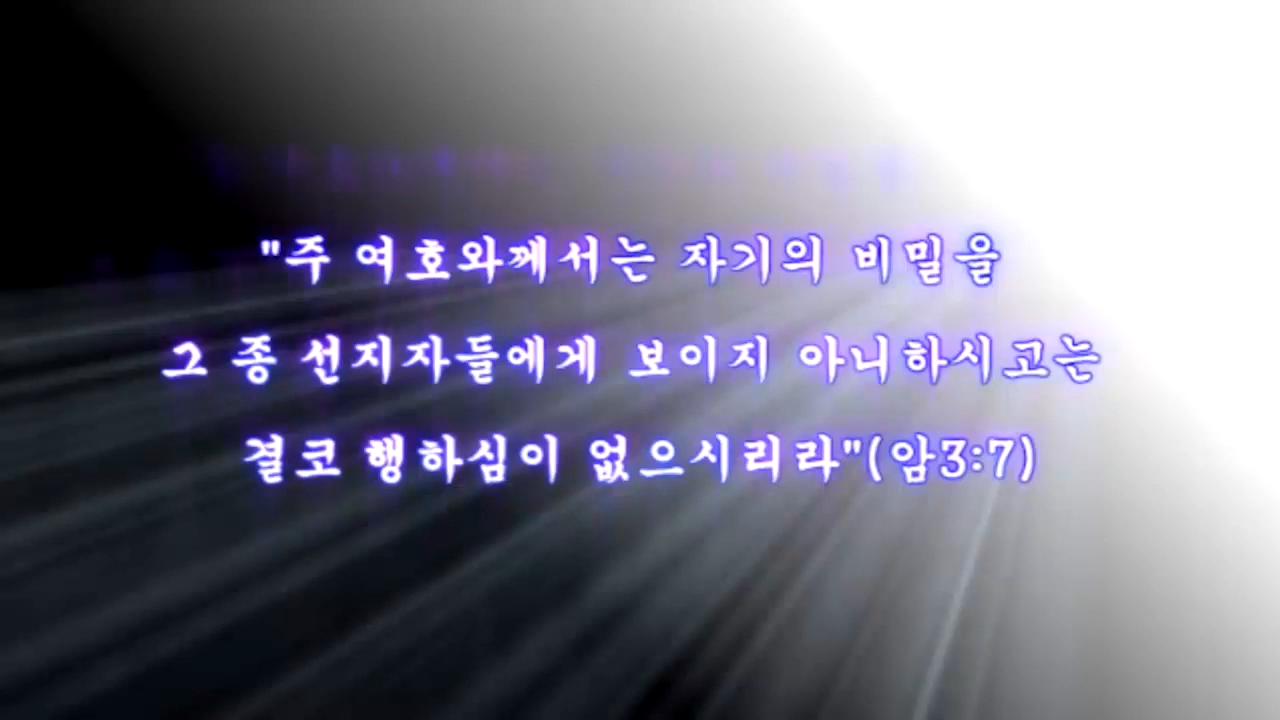 "주 여호와께서는 자기의 비밀을
그 종 선지자들에게 보이지 아니하시고는
결코 행하심이 없으시리라"(암3:7)